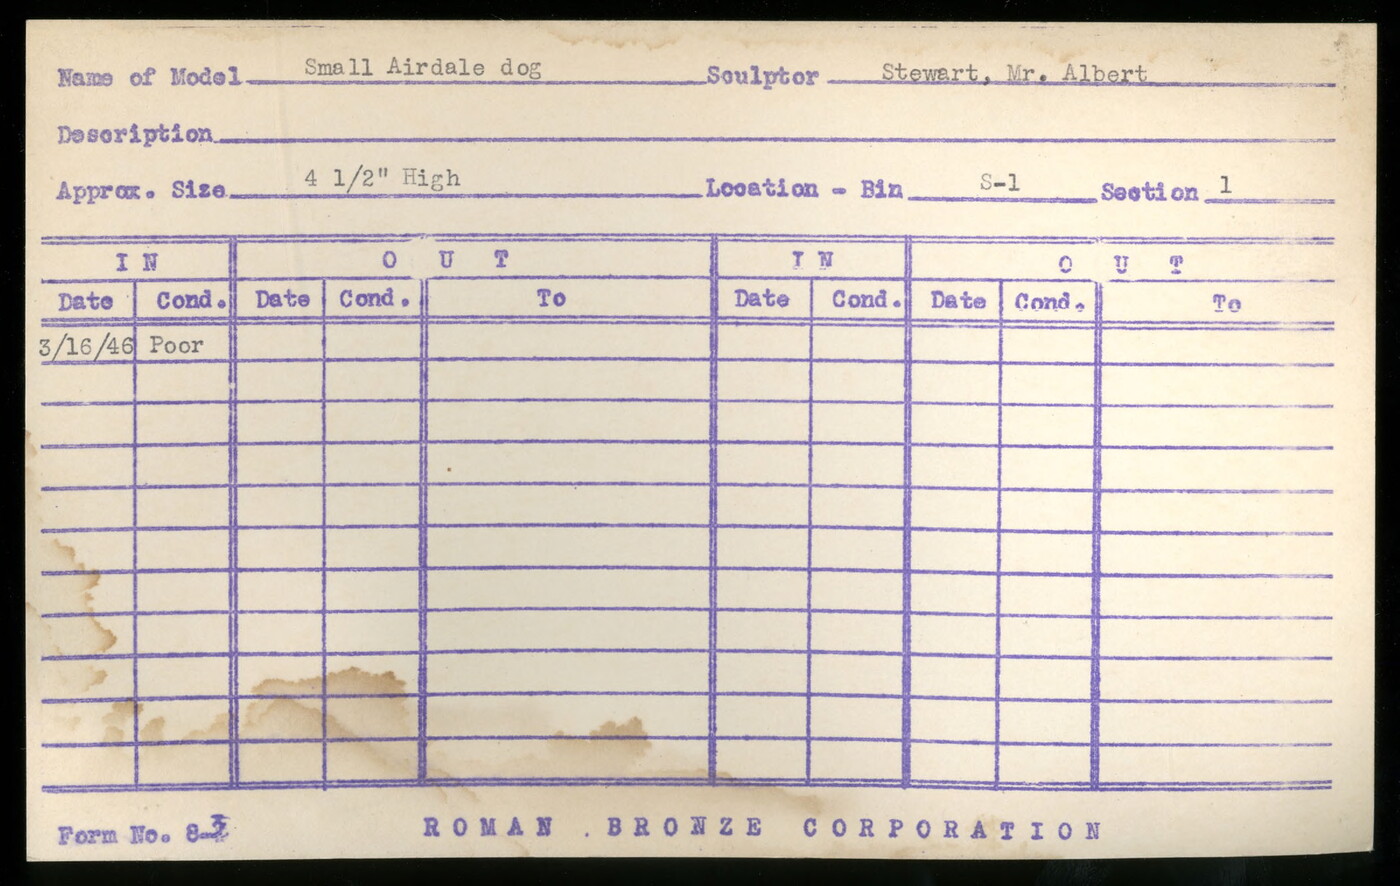 Name of Model Small Airdale dog Sculptor Stewart, Mr. Albert
Description
Approx. Size 4 1/2" High Location - Bin S-1 Section 1
IN OUT IN OUT
Date Cond. Date Cond. To Date Cond. Date Cond. To
3/16/46 Poor
Form No. 8-3 ROMAN BRONZE CORPORATION